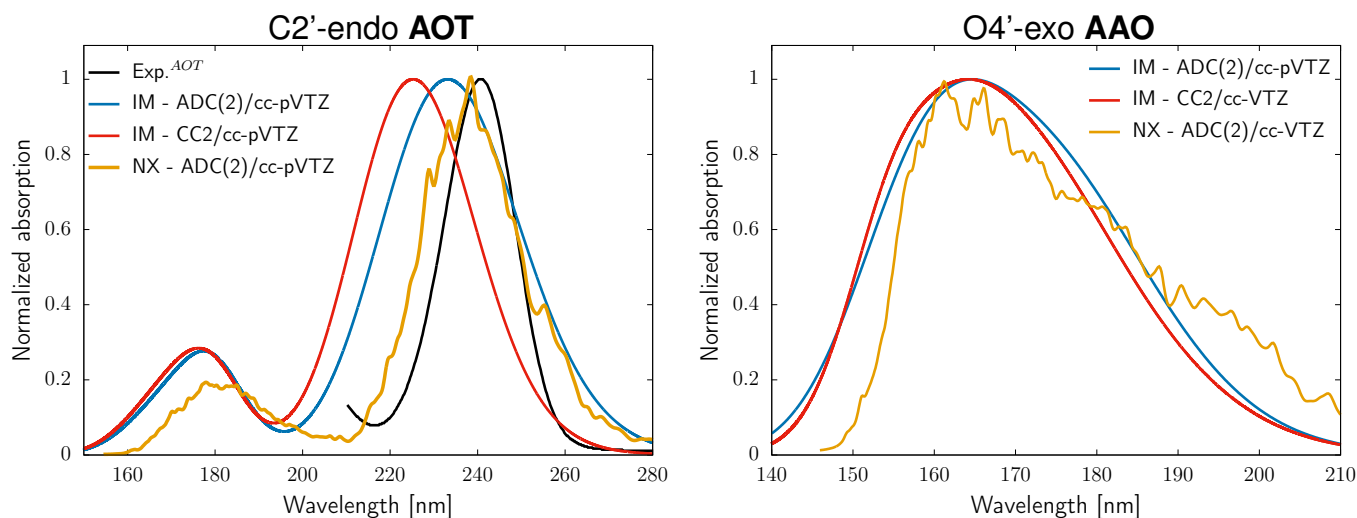 C2'-endo AOT
Exp.AOT
IM - ADC(2)/cc-pVTZ
IM - CC2/cc-pVTZ
NX - ADC(2)/cc-pVTZ
Normalized absorption
1
0.8
0.6
0.4
0.2
0
160 180 200 220 240 260 280
Wavelength [nm]
O4'-exo AAO
IM - ADC(2)/cc-pVTZ
IM - CC2/cc-VTZ
NX - ADC(2)/cc-VTZ
Normalized absorption
1
0.8
0.6
0.4
0.2
0
140 150 160 170 180 190 200 210
Wavelength [nm]